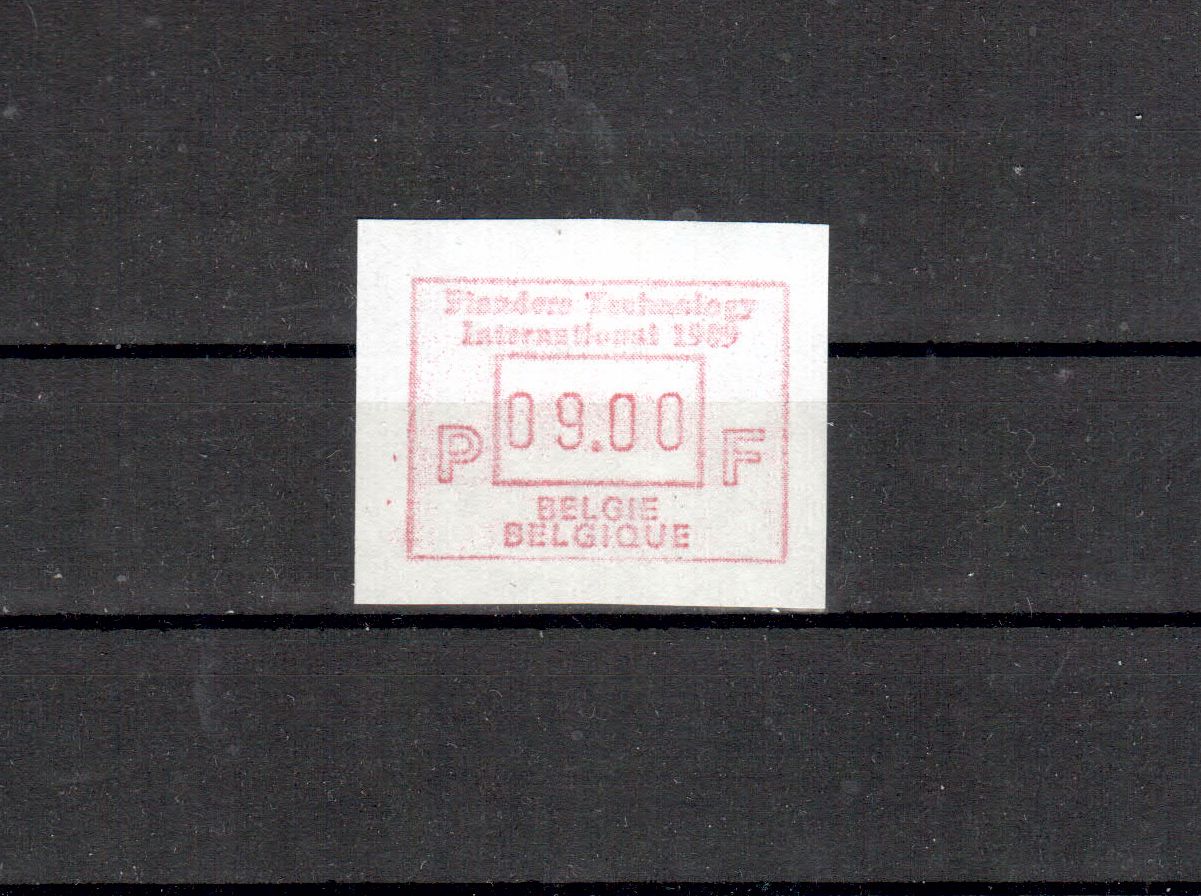 Flanders Technology
International 1989
P 09.00 F
BELGIE
BELGIQUE